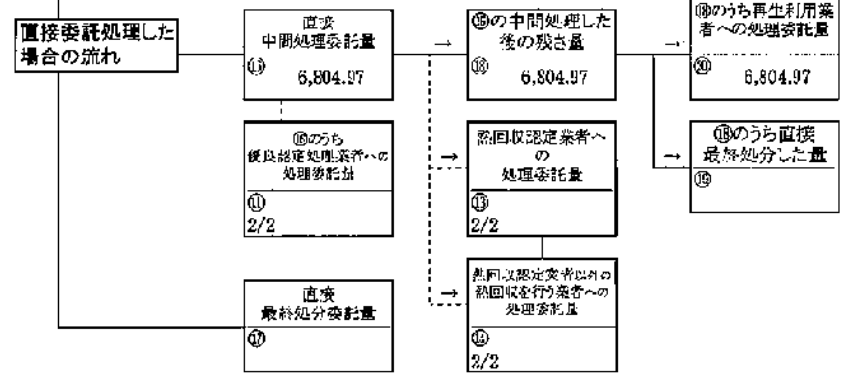 直接委託処理した
場合の流れ
直接
中間処理委託量
⑯
6,804.97
→
⑯の中間処理した
後の残さ量
⑱
6,804.97
→
⑱のうち再生利用業
者への処理委託量
⑳
6,804.97
⑯のうち
優良認定処理業者への
処理委託量
⑪
2/2
→
熱回収認定業者へ
の
処理委託量
⑬
2/2
→
⑱のうち直接
最終処分した量
⑲
直接
最終処分委託量
⑰
→
熱回収認定業者以外の
熱回収を行う業者への
処理委託量
⑭
2/2